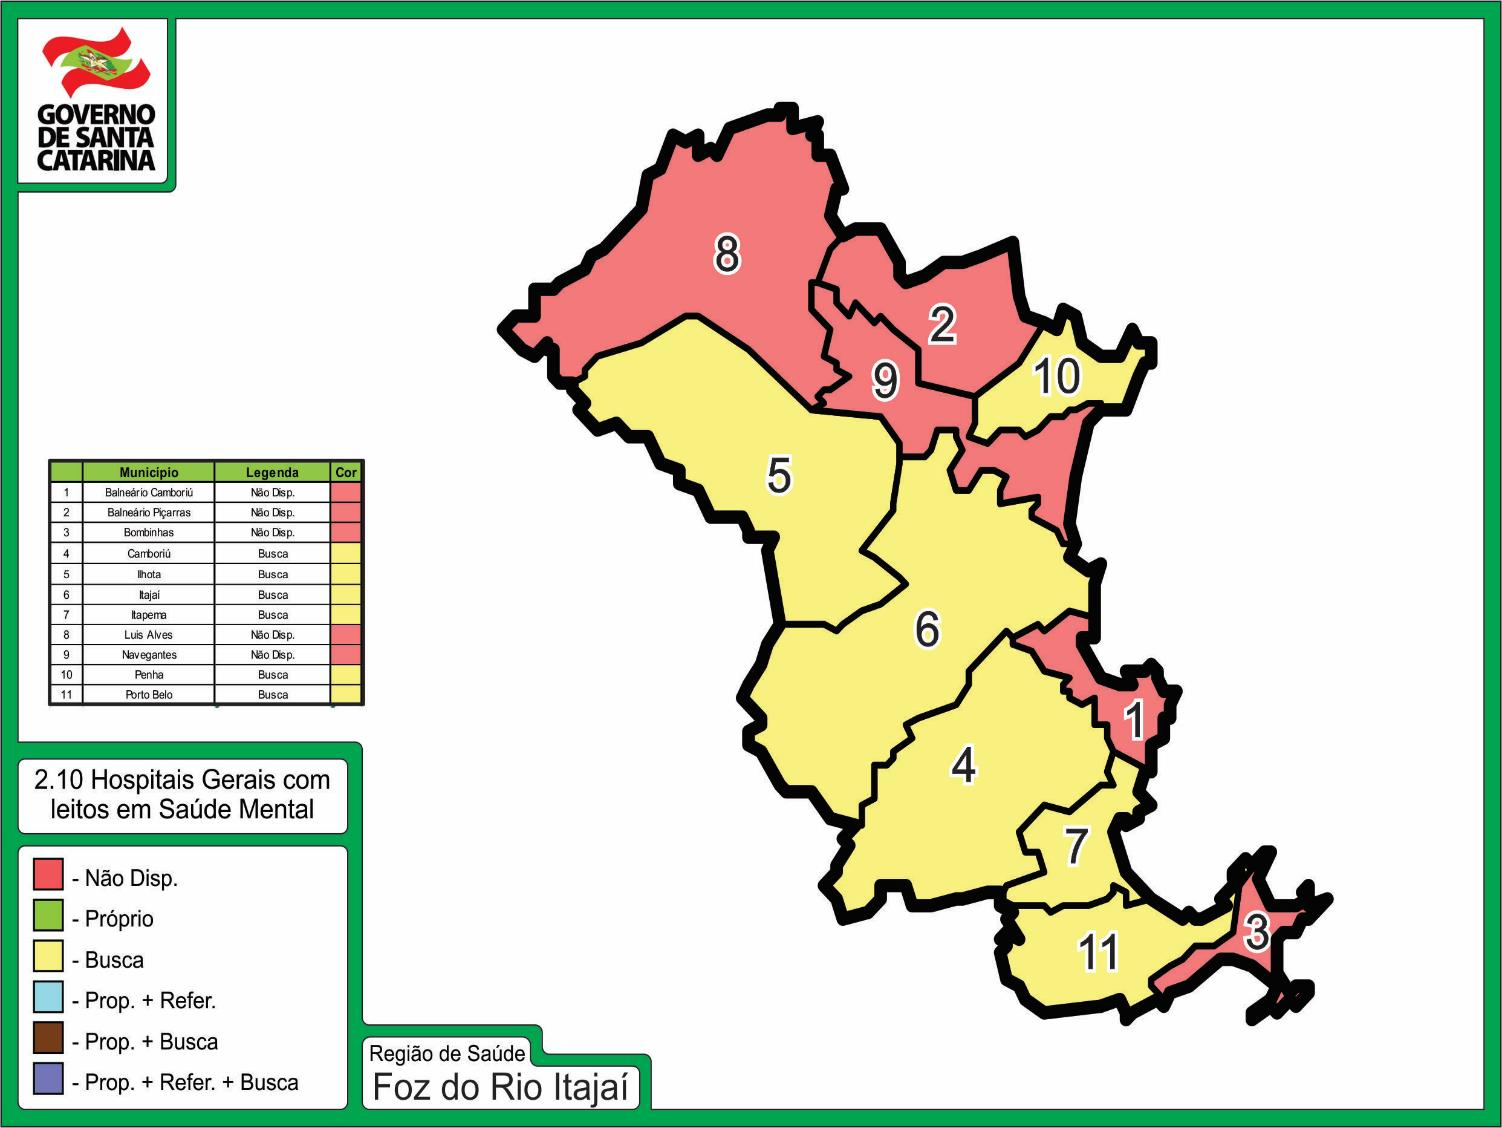 GOVERNO
DE SANTA
CATARINA
Município Legenda Cor
1 Balneário Camboriú Não Disp.
2 Balneário Piçarras Não Disp.
3 Bombinhas Não Disp.
4 Camboriú Busca
5 Ilhota Busca
6 Itajaí Busca
7 Itapema Busca
8 Luis Alves Não Disp.
9 Navegantes Não Disp.
10 Penha Busca
11 Porto Belo Busca
8
2
10
9
5
6
1
4
7
3
11
2.10 Hospitais Gerais com
leitos em Saúde Mental
- Não Disp.
- Próprio
- Busca
- Prop. + Refer.
- Prop. + Busca
- Prop. + Refer. + Busca
Região de Saúde
Foz do Rio Itajaí